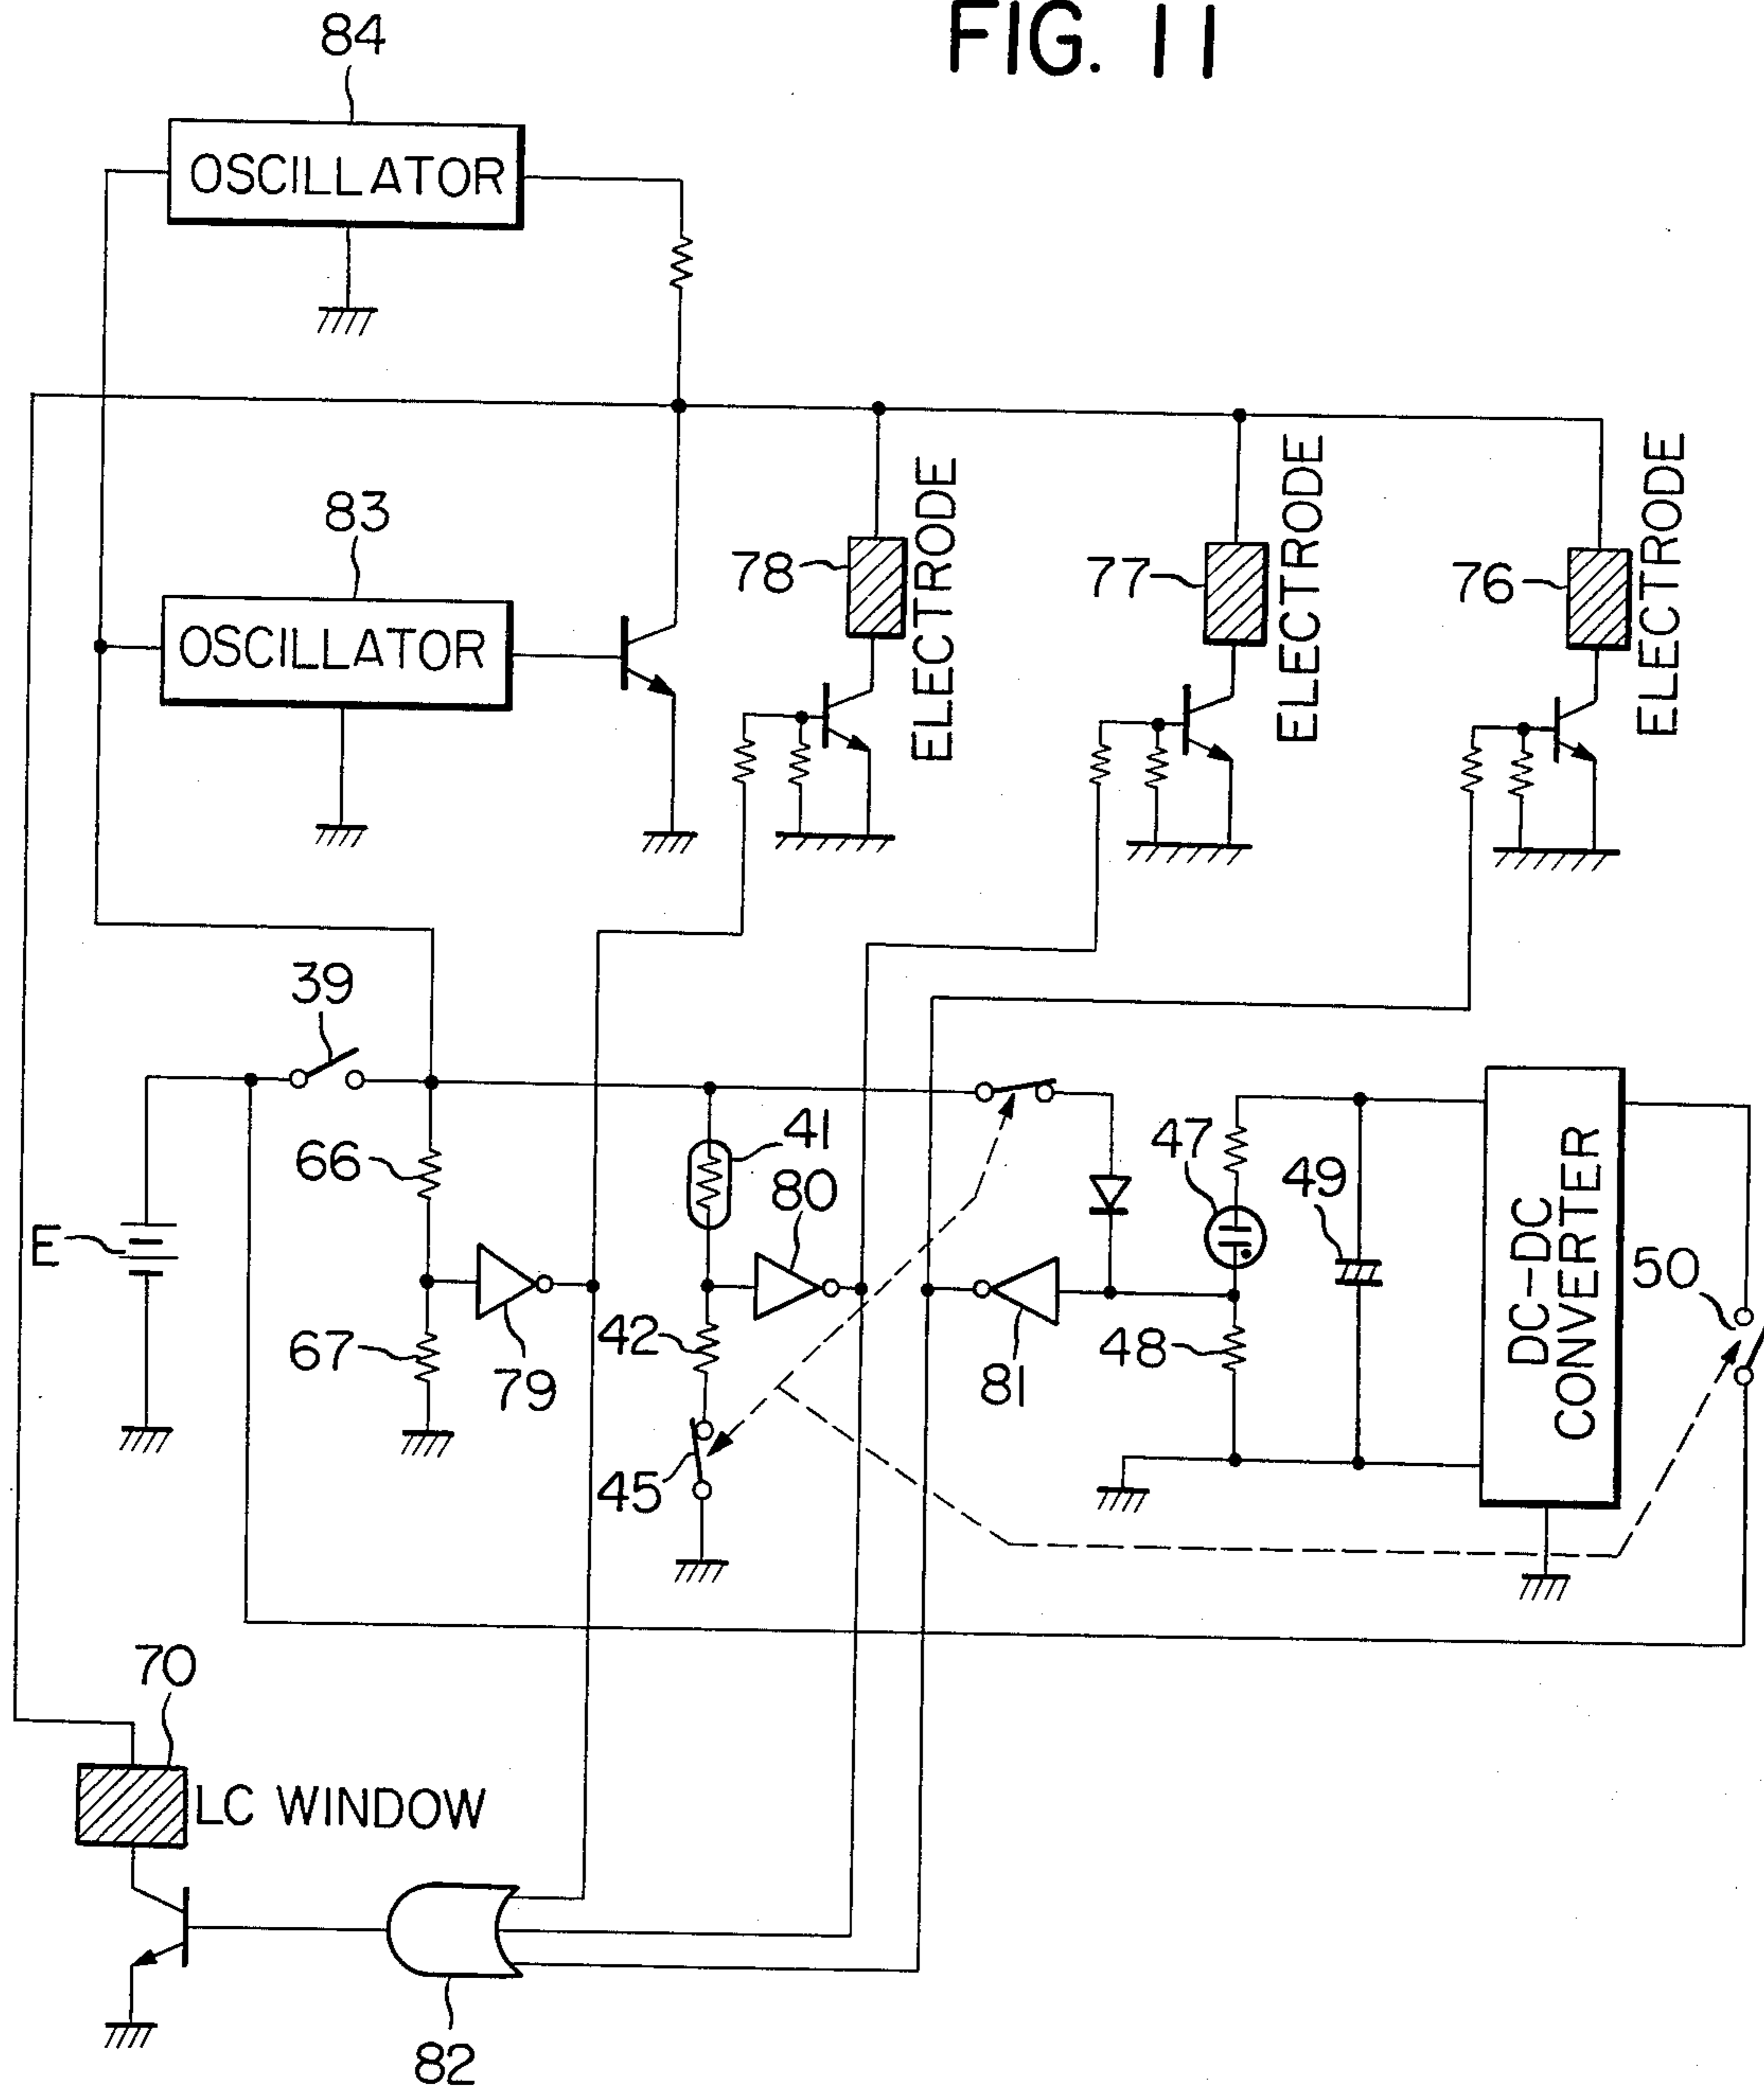 FIG. 11
84
OSCILLATOR
83
OSCILLATOR
78
ELECTRODE
77
ELECTRODE
76
ELECTRODE
39
66
41
80
47
49
E
67
79
42
81
48
45
DC-DC
CONVERTER
50
70
LC WINDOW
82